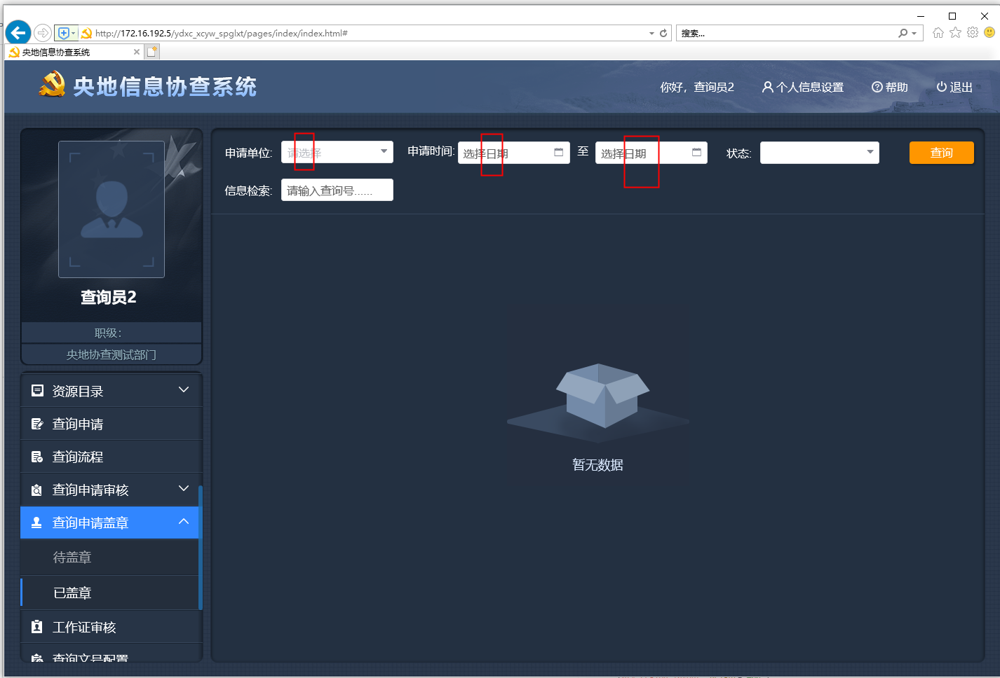 http://172.16.192.5/ydxc_xcyw_spglxt/pages/index/index.html#
搜索...
央地信息协查系统
央地信息协查系统
你好，查询员2
个人信息设置
帮助
退出
申请单位:
请选择
申请时间:
选择日期
至
选择日期
状态:
查询
信息检索:
请输入查询号......
查询员2
职级：
央地协查测试部门
资源目录
查询申请
查询流程
查询申请审核
查询申请盖章
待盖章
已盖章
工作证审核
查询文号配置
暂无数据